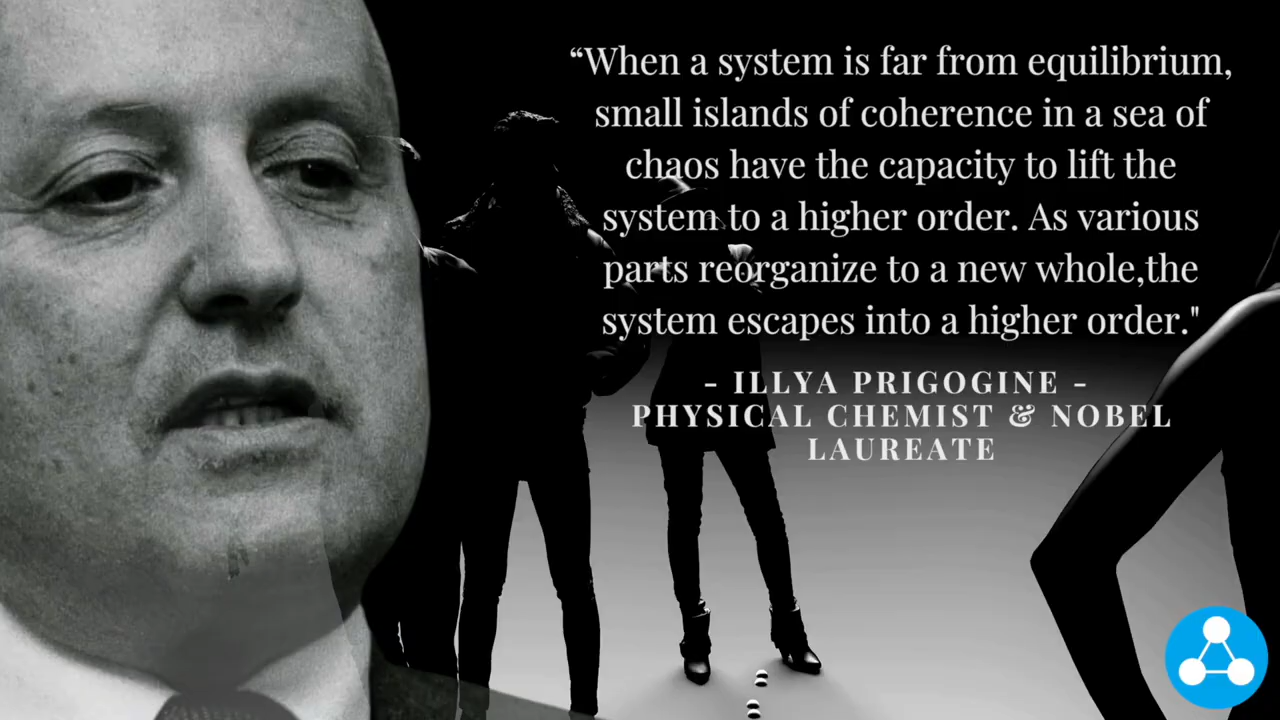 “When a system is far from equilibrium,
small islands of coherence in a sea of
chaos have the capacity to lift the
system to a higher order. As various
parts reorganize to a new whole,the
system escapes into a higher order."
- ILLYA PRIGOGINE -
PHYSICAL CHEMIST & NOBEL
LAUREATE